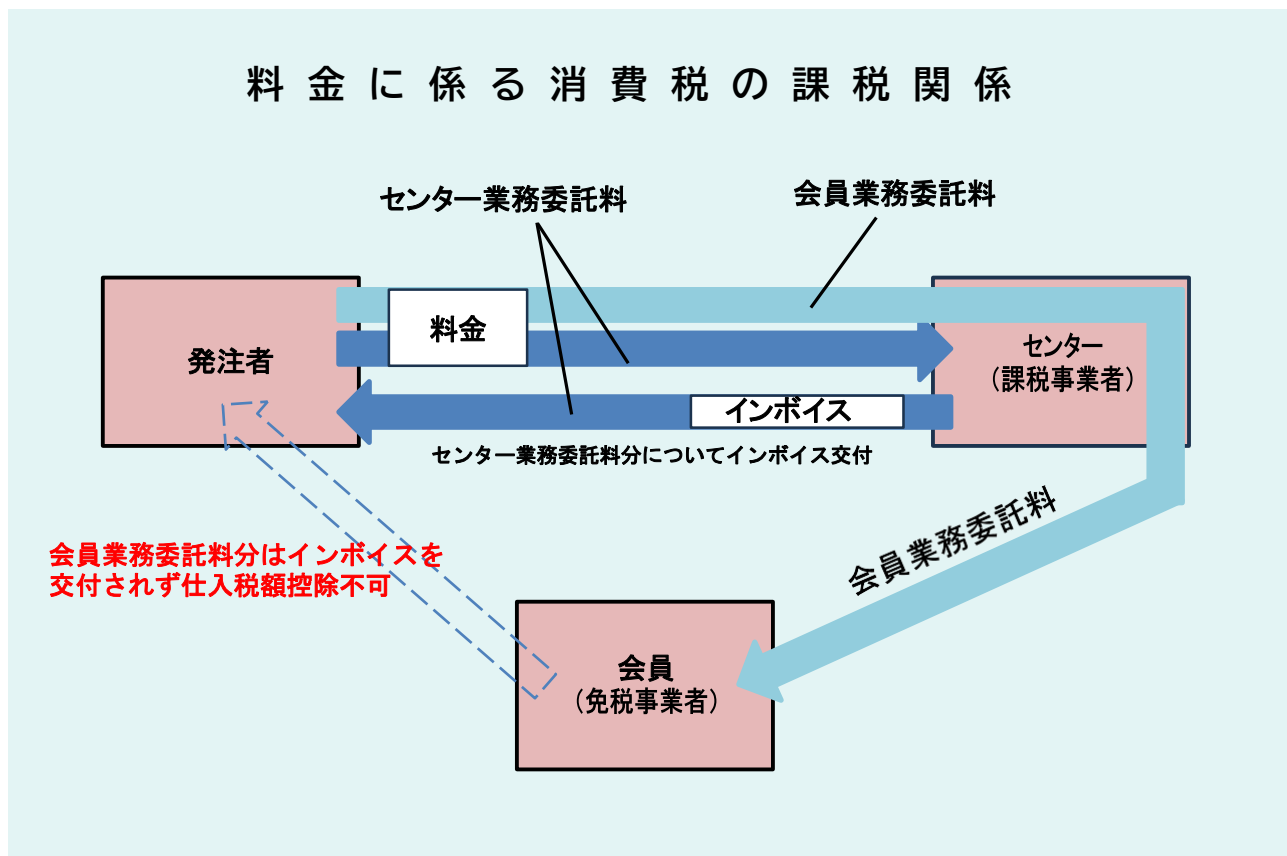 料金に係る消費税の課税関係
センター業務委託料
会員業務委託料
発注者
料金
センター
（課税事業者）
インボイス
センター業務委託料分についてインボイス交付
会員業務委託料
会員業務委託料分はインボイスを
交付されず仕入税額控除不可
会員
（免税事業者）